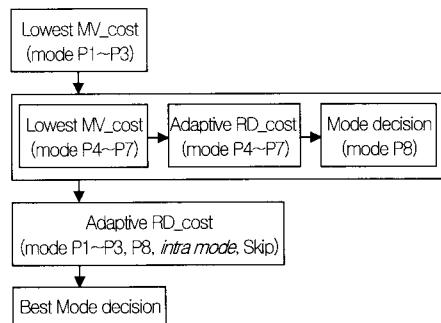 Lowest MV_cost
(mode P1~P3)
Lowest MV_cost
(mode P4~P7)
Adaptive RD_cost
(mode P4~P7)
Mode decision
(mode P8)
Adaptive RD_cost
(mode P1~P3, P8, intra mode, Skip)
Best Mode decision